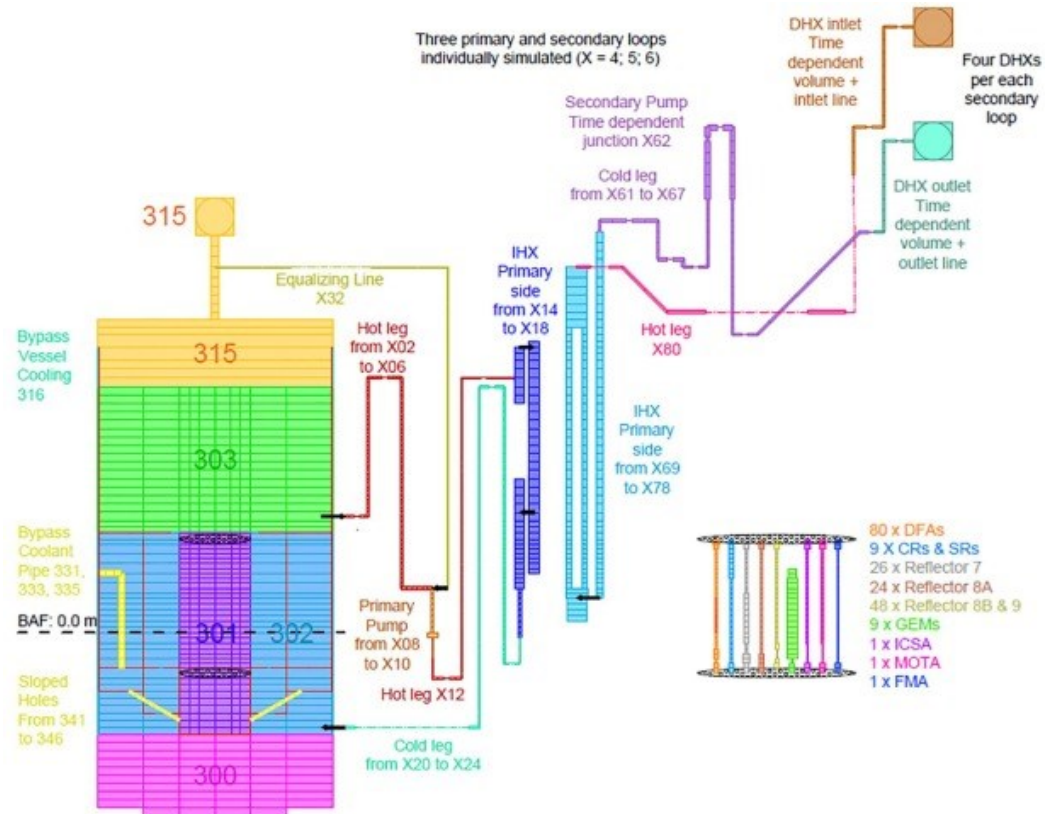 Three primary and secondary loops
individually simulated (X = 4; 5; 6)
DHX intlet
Time
dependent
volume +
intlet line
Four DHXs
per each
secondary
loop
Secondary Pump
Time dependent
junction X62
Cold leg
from X61 to X67
DHX outlet
Time
dependent
volume +
outlet line
315
Equalizing Line
X32
IHX
Primary
side
from X14
to X18
Hot leg
X80
Bypass
Vessel
Cooling
316
315
Hot leg
from X02
to X06
303
IHX
Primary
side
from X69
to X78
Bypass
Coolant
Pipe 331,
333, 335
BAF: 0.0 m
301
302
Primary
Pump
from X08
to X10
Hot leg X12
Sloped
Holes
From 341
to 346
Cold leg
from X20 to X24
300
80 x DFAs
9 X CRs & SRs
26 x Reflector 7
24 x Reflector 8A
48 x Reflector 8B & 9
9 x GEMs
1 x ICSA
1 x MOTA
1 x FMA